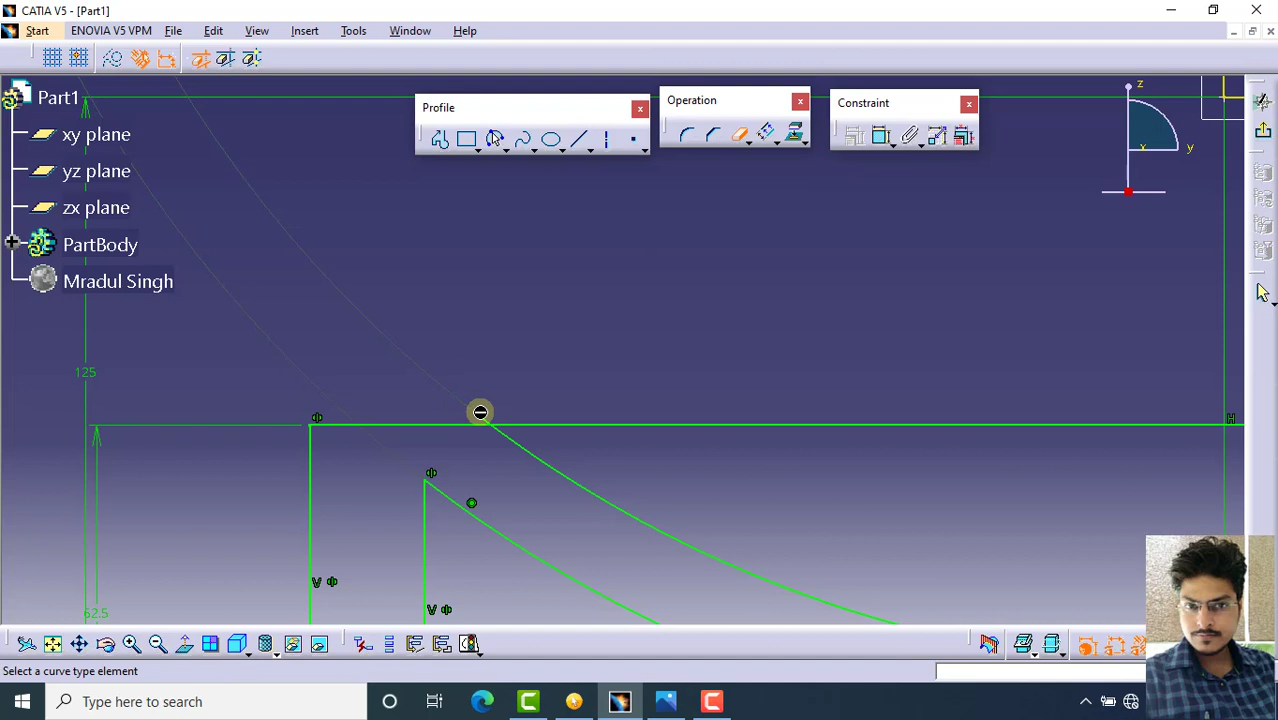 CATIA V5 - [Part1]
Start ENOVIA V5 VPM File Edit View Insert Tools Window Help
Part1
xy plane
yz plane
zx plane
PartBody
Mradul Singh
Profile
Operation
Constraint
z
x
y
125
H
V
V
62.5
Select a curve type element
Type here to search